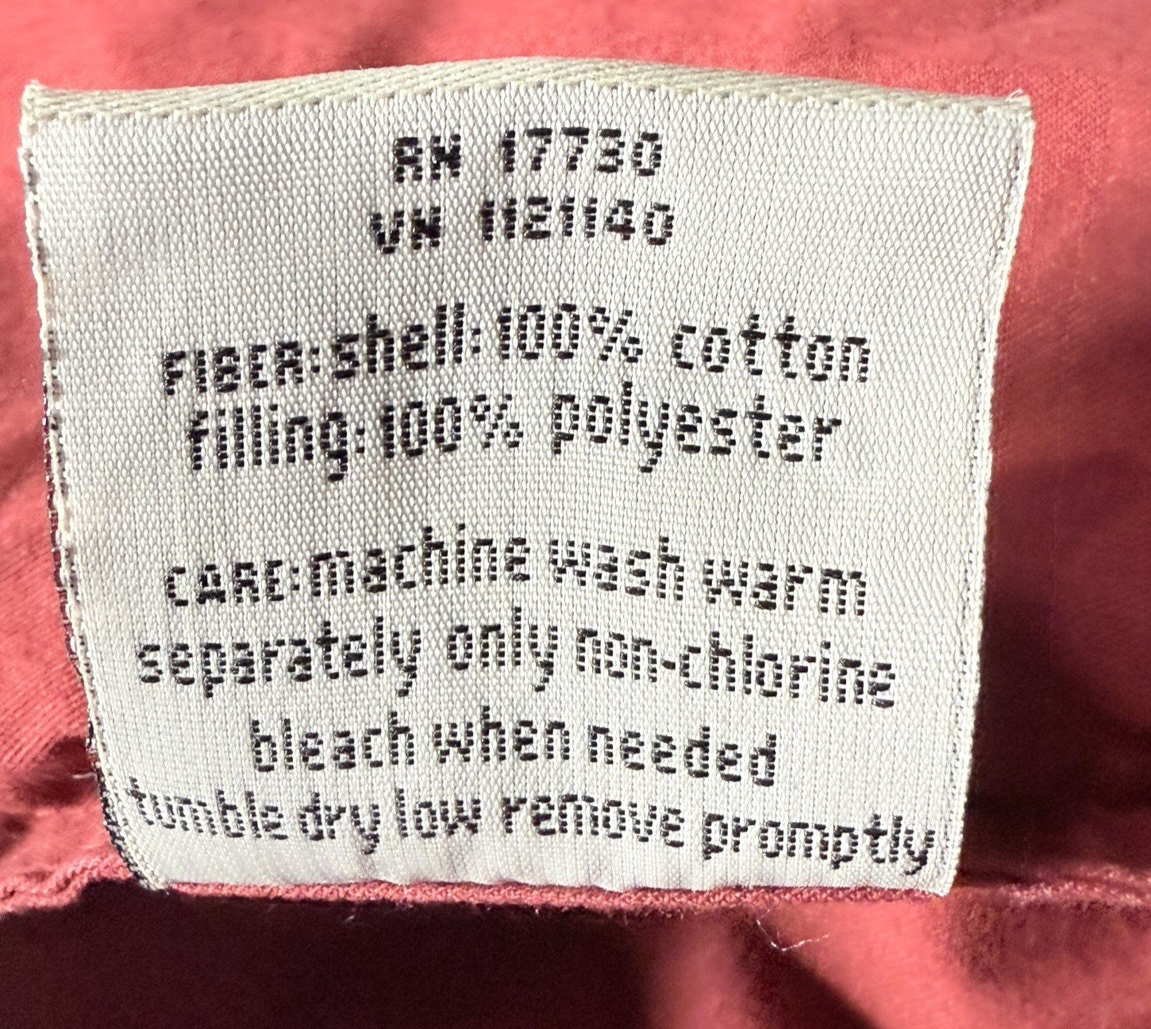 RN 17730
VN 1121140
FIBER: shell: 100% cotton
filling: 100% polyester
CARE: machine wash warm
separately only non-chlorine
bleach when needed
tumble dry low remove promptly